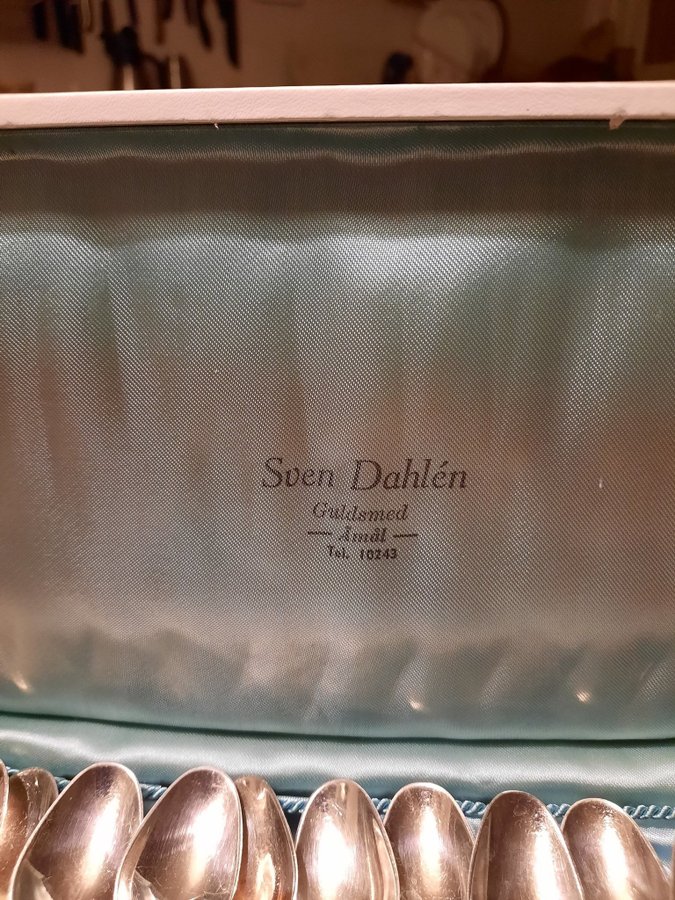 Sven Dahlén
Guldsmed
— Åmål —
Tel. 10243